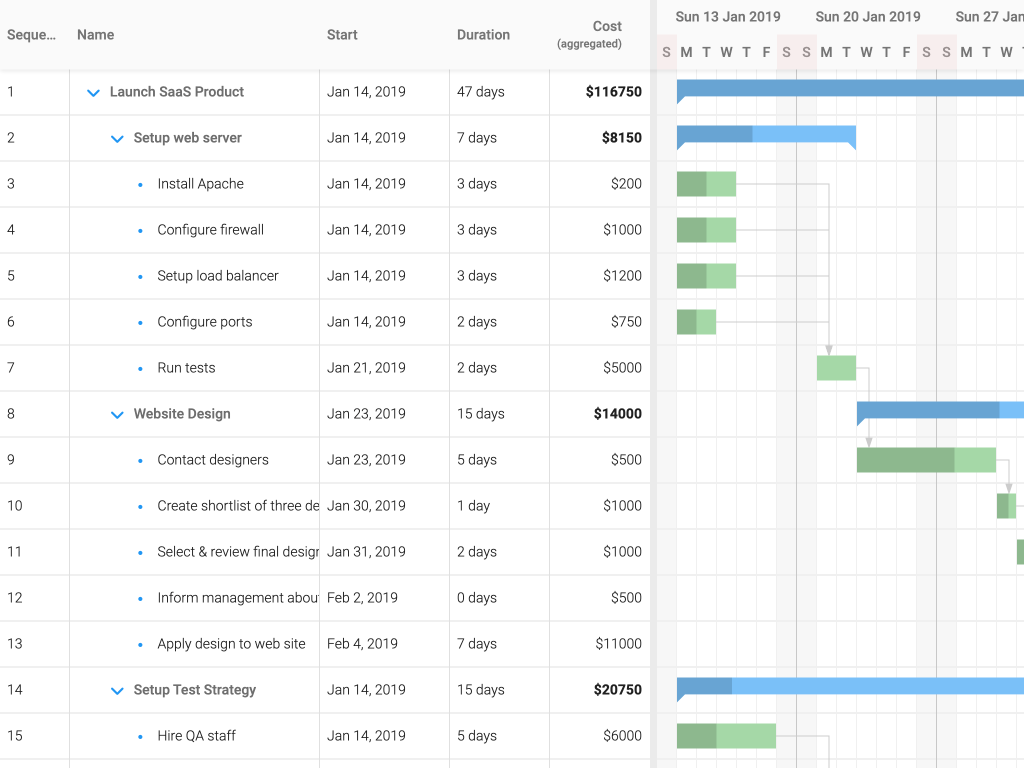 Seque... Name Start Duration Cost (aggregated)
Sun 13 Jan 2019 Sun 20 Jan 2019 Sun 27 Jan
S M T W T F S S M T W T F S S M T W T
1 Launch SaaS Product Jan 14, 2019 47 days $116750
2 Setup web server Jan 14, 2019 7 days $8150
3 Install Apache Jan 14, 2019 3 days $200
4 Configure firewall Jan 14, 2019 3 days $1000
5 Setup load balancer Jan 14, 2019 3 days $1200
6 Configure ports Jan 14, 2019 2 days $750
7 Run tests Jan 21, 2019 2 days $5000
8 Website Design Jan 23, 2019 15 days $14000
9 Contact designers Jan 23, 2019 5 days $500
10 Create shortlist of three de Jan 30, 2019 1 day $1000
11 Select & review final design Jan 31, 2019 2 days $1000
12 Inform management about Feb 2, 2019 0 days $500
13 Apply design to web site Feb 4, 2019 7 days $11000
14 Setup Test Strategy Jan 14, 2019 15 days $20750
15 Hire QA staff Jan 14, 2019 5 days $6000